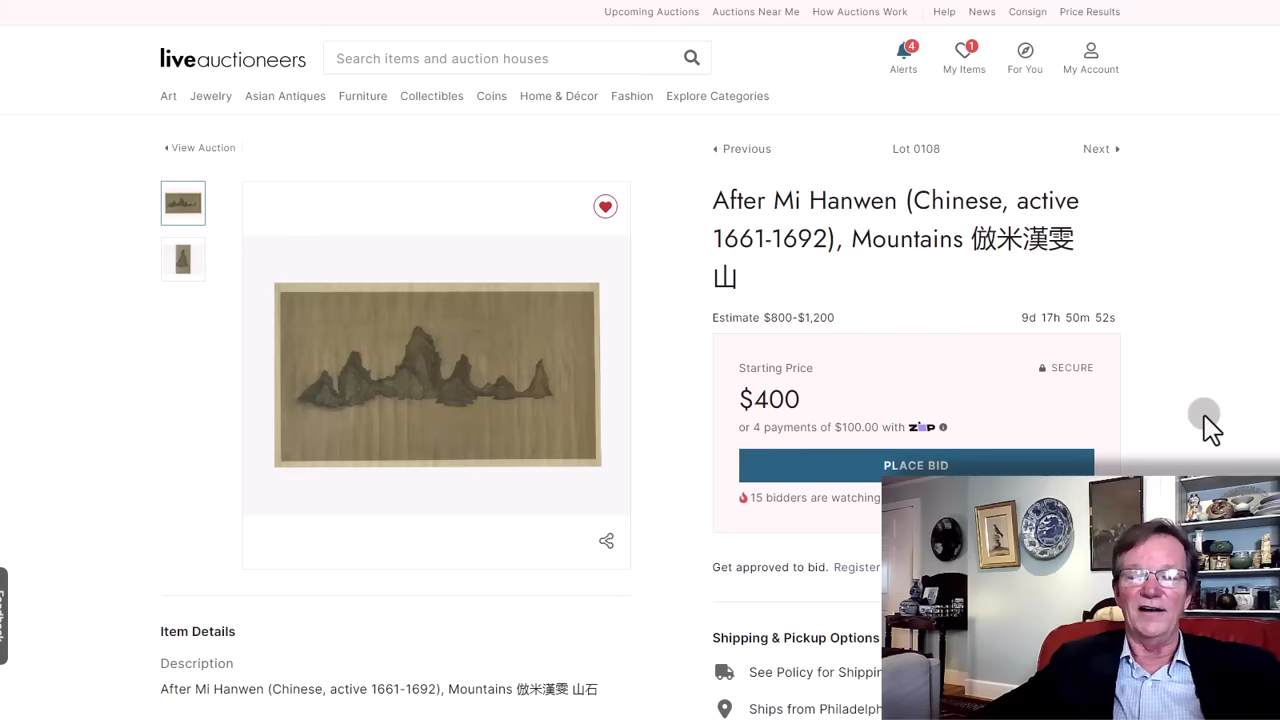 Upcoming Auctions Auctions Near Me How Auctions Work Help News Consign Price Results
liveauctioneers
Search items and auction houses
4
Alerts
1
My Items
For You
My Account
Art Jewelry Asian Antiques Furniture Collectibles Coins Home & Décor Fashion Explore Categories
View Auction
Previous Lot 0108 Next
After Mi Hanwen (Chinese, active
1661-1692), Mountains 倣米漢雯
山
Estimate $800-$1,200 9d 17h 50m 52s
Starting Price SECURE
$400
or 4 payments of $100.00 with zip
PLACE BID
15 bidders are watching
Get approved to bid. Register
Item Details
Description
After Mi Hanwen (Chinese, active 1661-1692), Mountains 倣米漢雯 山石
Shipping & Pickup Options
See Policy for Shippin
Ships from Philadelph